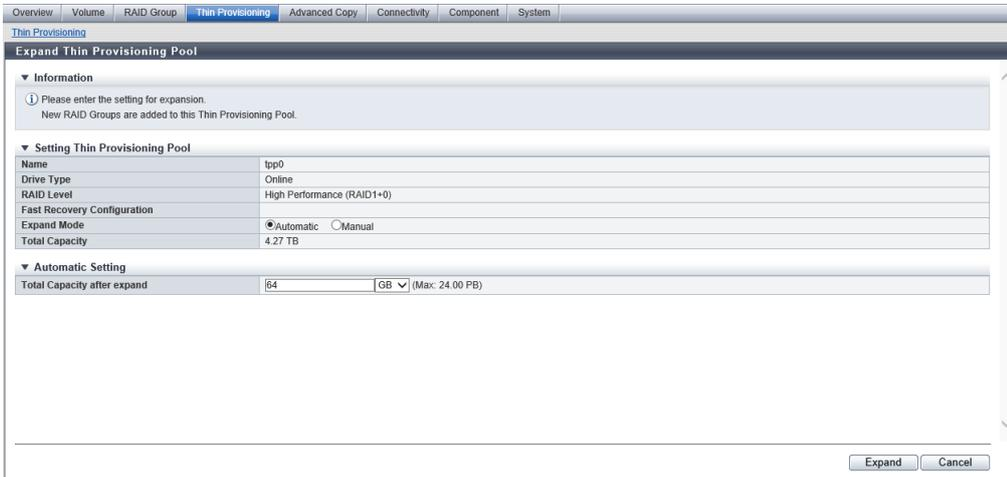 Overview Volume RAID Group Thin Provisioning Advanced Copy Connectivity Component System
Thin Provisioning
Expand Thin Provisioning Pool
Information
Please enter the setting for expansion.
New RAID Groups are added to this Thin Provisioning Pool.
Setting Thin Provisioning Pool
Name tpp0
Drive Type Online
RAID Level High Performance (RAID1+0)
Fast Recovery Configuration
Expand Mode Automatic Manual
Total Capacity 4.27 TB
Automatic Setting
Total Capacity after expand 64 GB (Max: 24.00 PB)
Expand Cancel